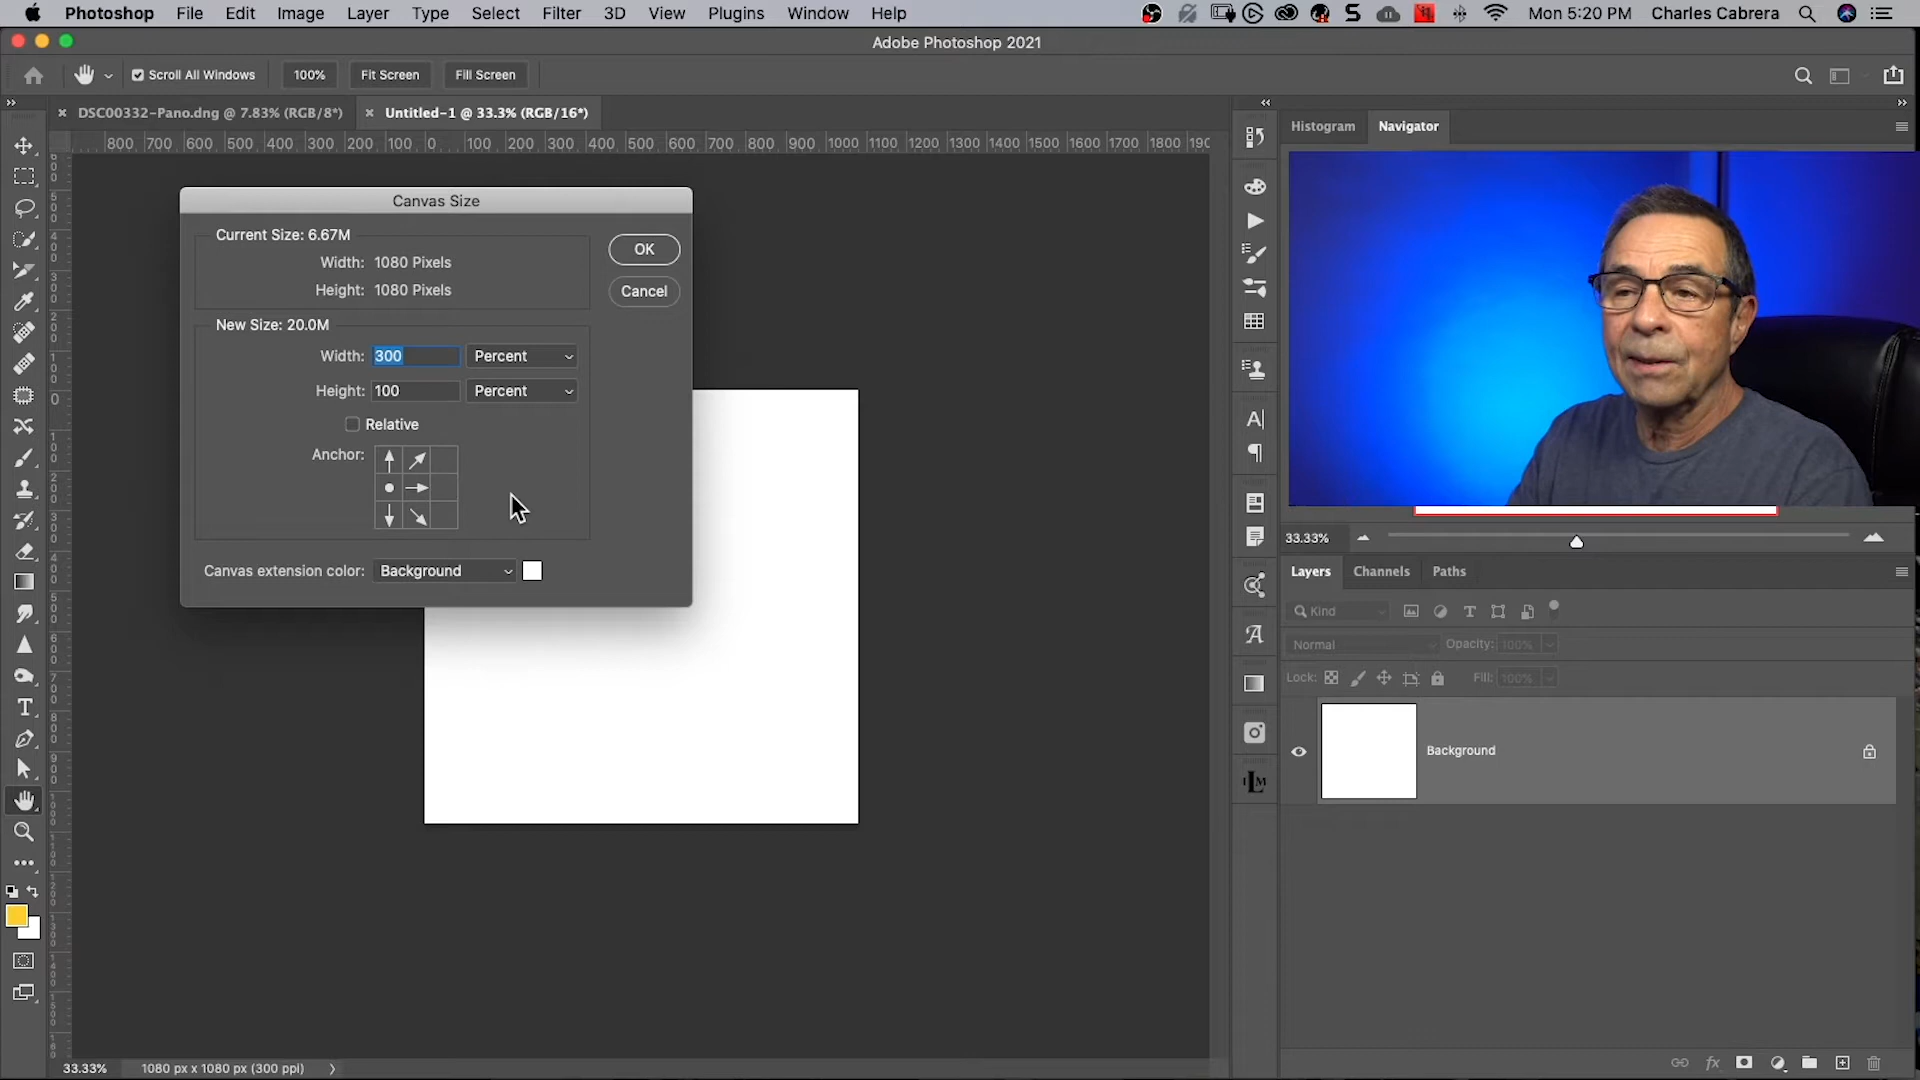 Photoshop File Edit Image Layer Type Select Filter 3D View Plugins Window Help Mon 5:20 PM Charles Cabrera
Adobe Photoshop 2021
Scroll All Windows 100% Fit Screen Fill Screen
DSC00332-Pano.dng @ 7.83% (RGB/8*) Untitled-1 @ 33.3% (RGB/16*)
800 700 600 500 400 300 200 100 0 100 200 300 400 500 600 700 800 900 1000 1100 1200 1300 1400 1500 1600 1700 1800
Histogram Navigator
Canvas Size
Current Size: 6.67M
OK
Width: 1080 Pixels
Height: 1080 Pixels
Cancel
New Size: 20.0M
Width: 300 Percent
Height: 100 Percent
Relative
Anchor:
Canvas extension color: Background
33.33%
Layers Channels Paths
Kind
Normal Opacity: 100%
Lock: Fill: 100%
Background
33.33% 1080 px x 1080 px (300 ppi)